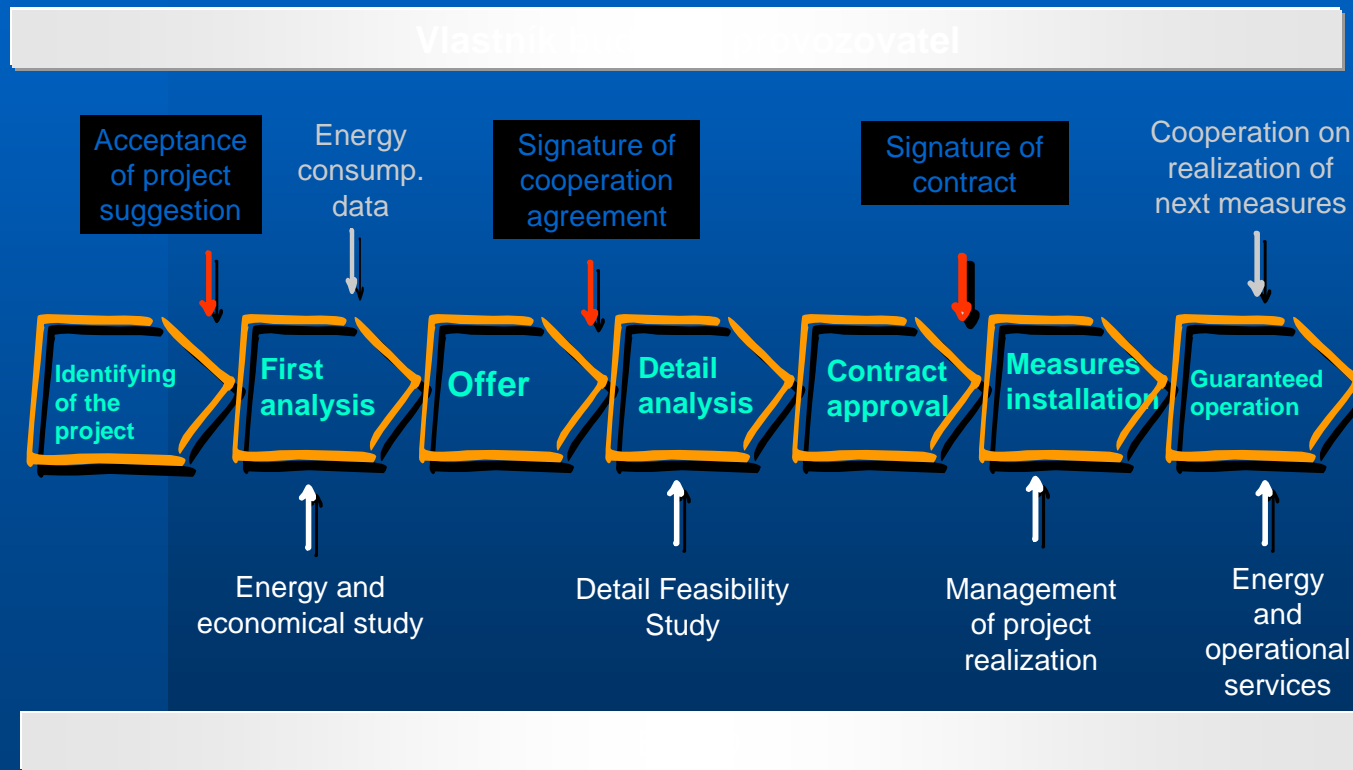 Vlastník
Acceptance
of project
suggestion
Energy
consump.
data
Signature of
cooperation
agreement
Signature of
contract
Cooperation on
realization of
next measures
Identifying
of the
project
First
analysis
Offer
Detail
analysis
Contract
approval
Measures
installation
Guaranteed
operation
Energy and
economical study
Detail Feasibility
Study
Management
of project
realization
Energy
and
operational
services